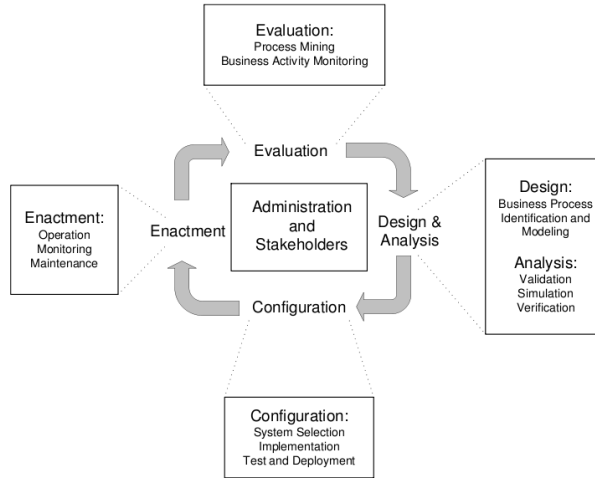 Evaluation:
Process Mining
Business Activity Monitoring
Evaluation
Enactment:
Operation
Monitoring
Maintenance
Enactment
Administration
and
Stakeholders
Design &
Analysis
Design:
Business Process
Identification and
Modeling
Analysis:
Validation
Simulation
Verification
Configuration
Configuration:
System Selection
Implementation
Test and Deployment